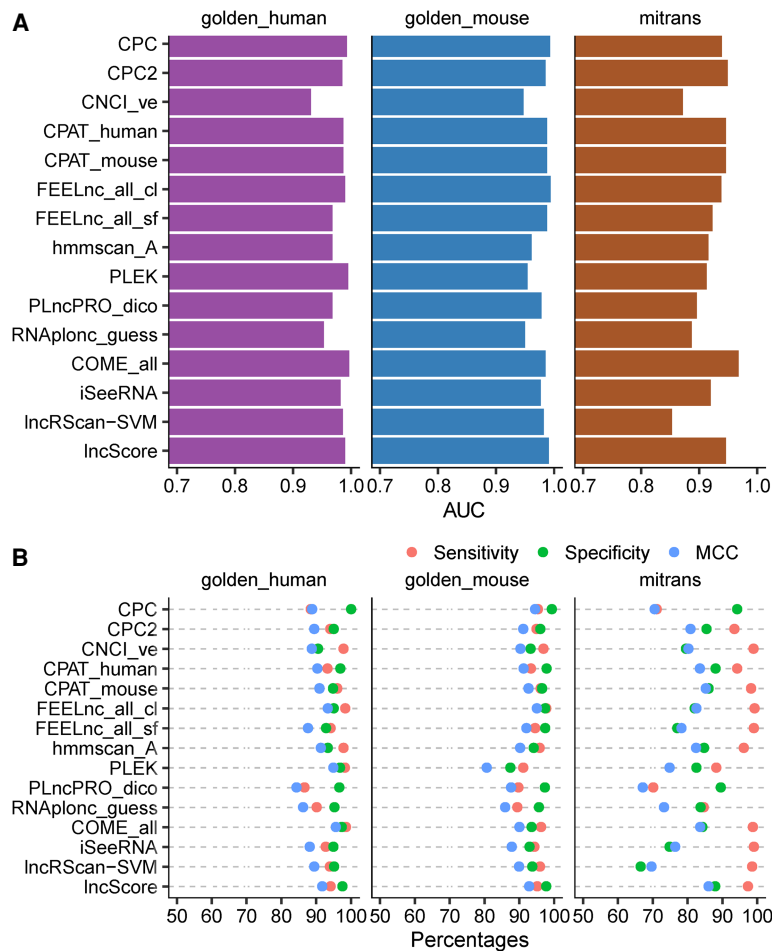 A
golden_human golden_mouse mitrans
CPC
CPC2
CNCI_ve
CPAT_human
CPAT_mouse
FEELnc_all_cl
FEELnc_all_sf
hmmscan_A
PLEK
PLncPRO_dico
RNAplonc_guess
COME_all
iSeeRNA
lncRScan−SVM
lncScore
0.7 0.8 0.9 1.0 0.7 0.8 0.9 1.0 0.7 0.8 0.9 1.0
AUC
B
Sensitivity Specificity MCC
golden_human golden_mouse mitrans
CPC
CPC2
CNCI_ve
CPAT_human
CPAT_mouse
FEELnc_all_cl
FEELnc_all_sf
hmmscan_A
PLEK
PLncPRO_dico
RNAplonc_guess
COME_all
iSeeRNA
lncRScan−SVM
lncScore
50 60 70 80 90 100 50 60 70 80 90 100 50 60 70 80 90 100
Percentages